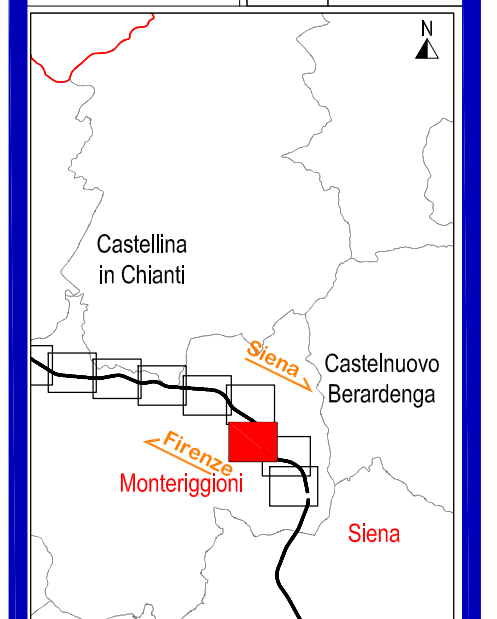 N
Castellina
in Chianti
Siena
Castelnuovo
Berardenga
Firenze
Monteriggioni
Siena